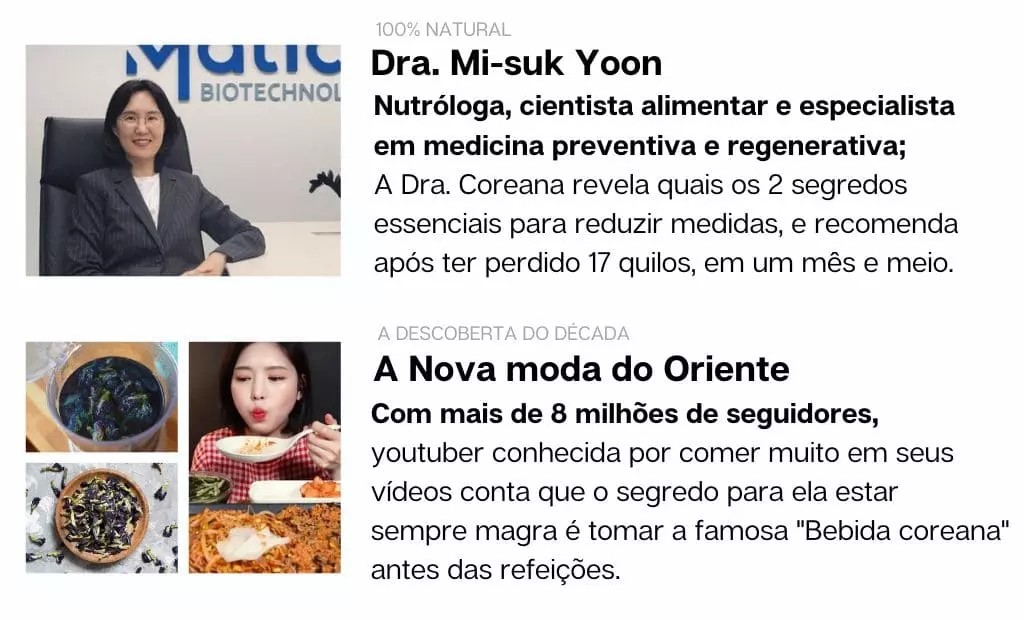 100% NATURAL
Dra. Mi-suk Yoon
Nutróloga, cientista alimentar e especialista
em medicina preventiva e regenerativa;
A Dra. Coreana revela quais os 2 segredos
essenciais para reduzir medidas, e recomenda
após ter perdido 17 quilos, em um mês e meio.
BIOTECHNOL
A DESCOBERTA DO DÉCADA
A Nova moda do Oriente
Com mais de 8 milhões de seguidores,
youtuber conhecida por comer muito em seus
vídeos conta que o segredo para ela estar
sempre magra é tomar a famosa "Bebida coreana"
antes das refeições.